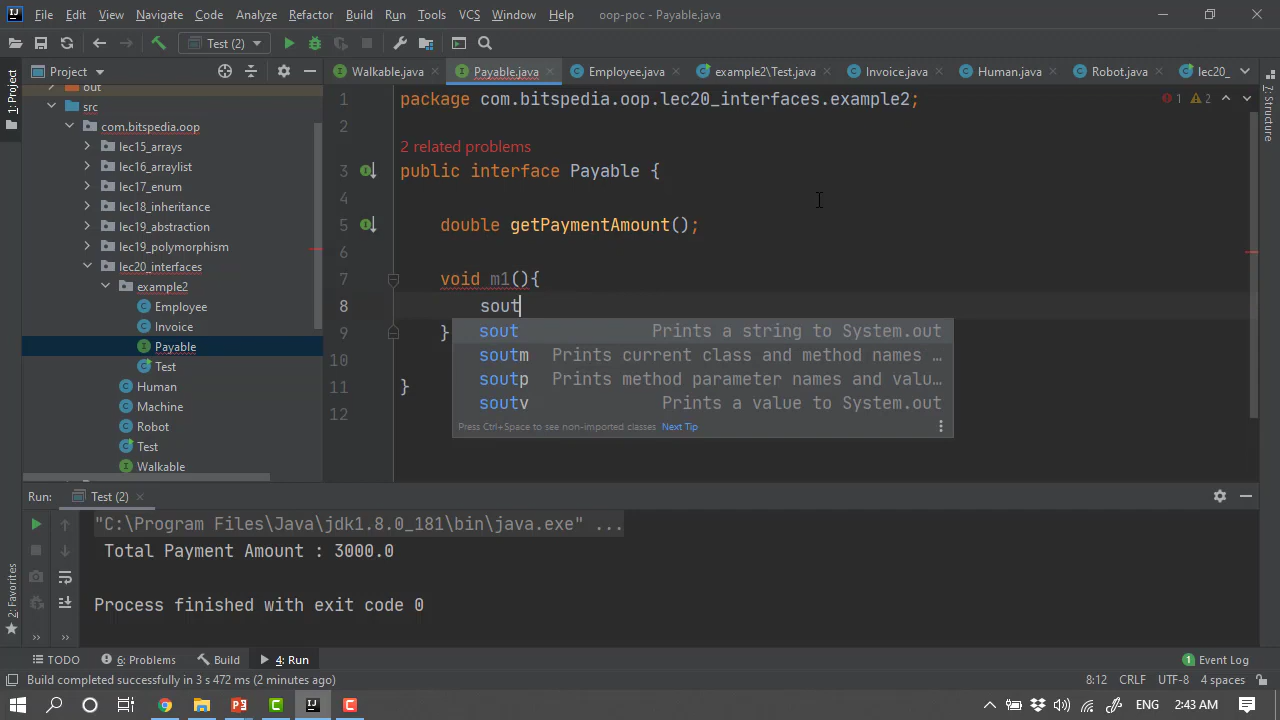 File Edit View Navigate Code Analyze Refactor Build Run Tools VCS Window Help oop-poc - Payable.java
Test (2)
Project
Walkable.java Payable.java Employee.java example2\Test.java Invoice.java Human.java Robot.java lec20_
1: Project
Z: Structure
out
src
com.bitspedia.oop
lec15_arrays
lec16_arraylist
lec17_enum
lec18_inheritance
lec19_abstraction
lec19_polymorphism
lec20_interfaces
example2
Employee
Invoice
Payable
Test
Human
Machine
Robot
Test
Walkable
1 package com.bitspedia.oop.lec20_interfaces.example2; 1 2
2
2 related problems
3 public interface Payable {
4
5 double getPaymentAmount();
6
7 void m1(){
8 sout
9 }
10
11 }
12
sout Prints a string to System.out
soutm Prints current class and method names ...
soutp Prints method parameter names and valu...
soutv Prints a value to System.out
Press Ctrl+Space to see non-imported classes Next Tip
Run: Test (2)
"C:\Program Files\Java\jdk1.8.0_181\bin\java.exe" ...
Total Payment Amount : 3000.0
Process finished with exit code 0
2: Favorites
TODO 6: Problems Build 4: Run 1 Event Log
Build completed successfully in 3 s 472 ms (2 minutes ago) 8:12 CRLF UTF-8 4 spaces
ENG 2:43 AM